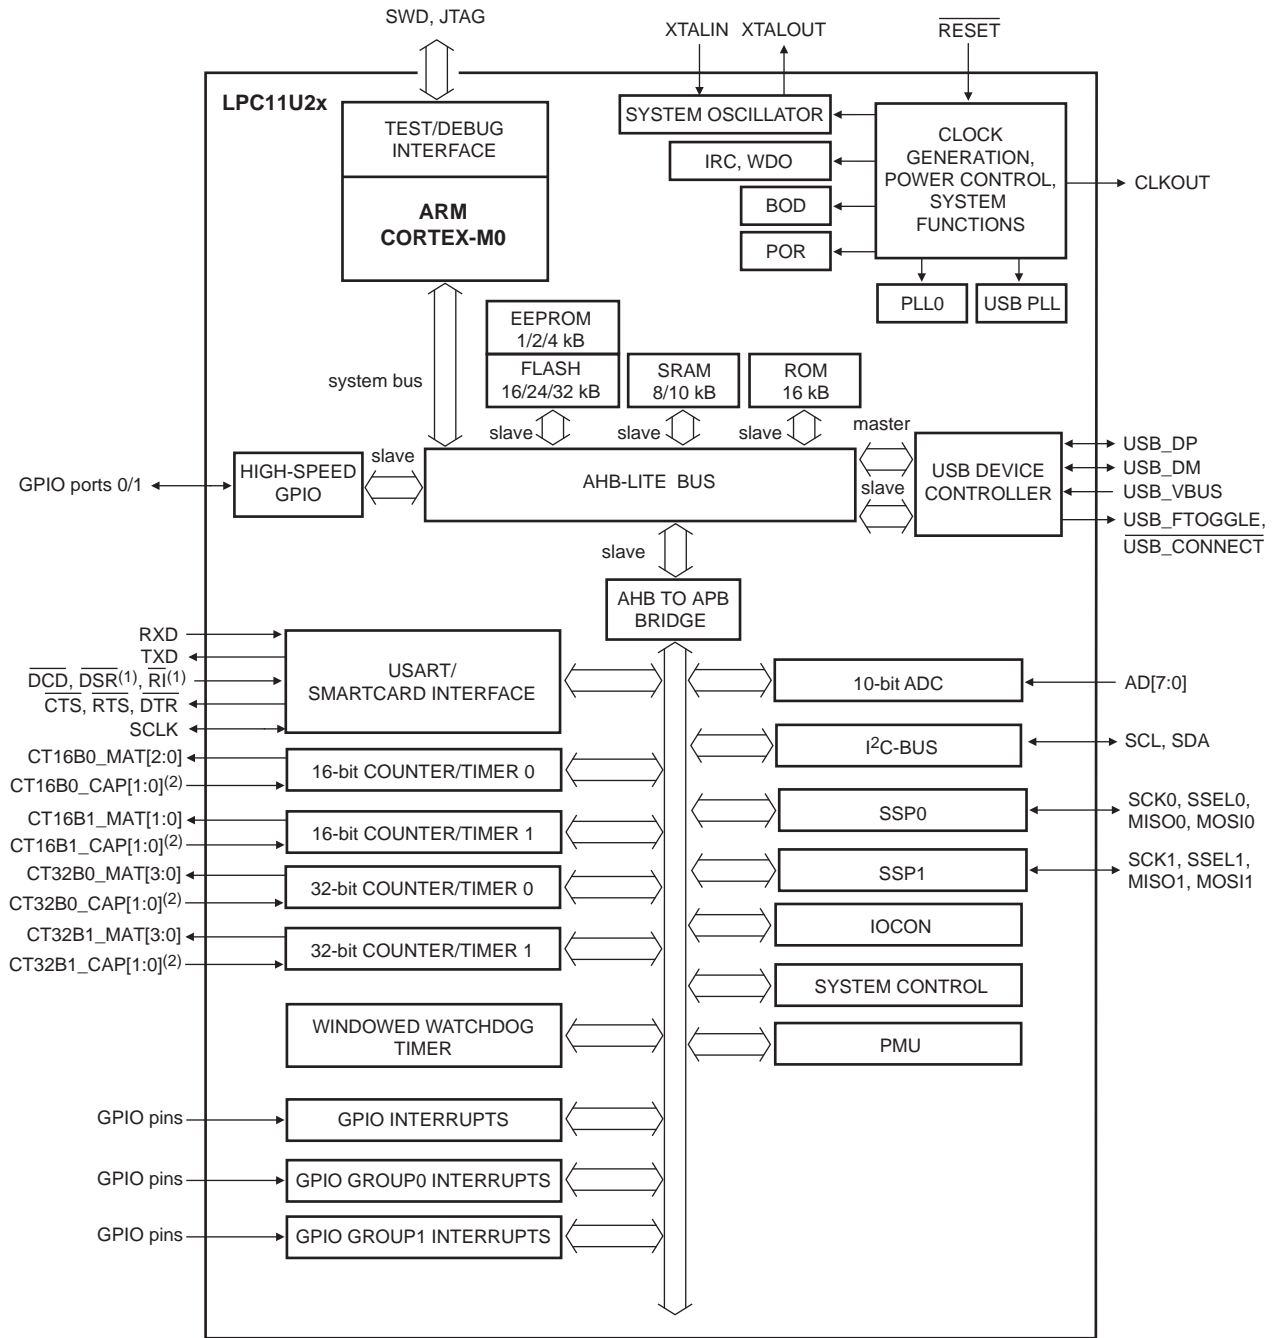 SWD, JTAG
XTALIN XTALOUT
RESET
LPC11U2x
TEST/DEBUG
INTERFACE
ARM
CORTEX-M0
SYSTEM OSCILLATOR
IRC, WDO
BOD
POR
CLOCK
GENERATION,
POWER CONTROL,
SYSTEM
FUNCTIONS
CLKOUT
PLL0
USB PLL
system bus
EEPROM
1/2/4 kB
FLASH
16/24/32 kB
SRAM
8/10 kB
ROM
16 kB
slave
slave
slave
slave
master
slave
GPIO ports 0/1
HIGH-SPEED
GPIO
AHB-LITE BUS
USB DEVICE
CONTROLLER
USB_DP
USB_DM
USB_VBUS
USB_FTOGGLE,
USB_CONNECT
slave
AHB TO APB
BRIDGE
RXD
TXD
DCD, DSR(1), RI(1)
CTS, RTS, DTR
SCLK
USART/
SMARTCARD INTERFACE
CT16B0_MAT[2:0]
CT16B0_CAP[1:0](2)
16-bit COUNTER/TIMER 0
CT16B1_MAT[1:0]
CT16B1_CAP[1:0](2)
16-bit COUNTER/TIMER 1
CT32B0_MAT[3:0]
CT32B0_CAP[1:0](2)
32-bit COUNTER/TIMER 0
CT32B1_MAT[3:0]
CT32B1_CAP[1:0](2)
32-bit COUNTER/TIMER 1
WINDOWED WATCHDOG
TIMER
GPIO pins
GPIO INTERRUPTS
GPIO pins
GPIO GROUP0 INTERRUPTS
GPIO pins
GPIO GROUP1 INTERRUPTS
10-bit ADC
AD[7:0]
I2C-BUS
SCL, SDA
SSP0
SCK0, SSEL0,
MISO0, MOSI0
SSP1
SCK1, SSEL1,
MISO1, MOSI1
IOCON
SYSTEM CONTROL
PMU